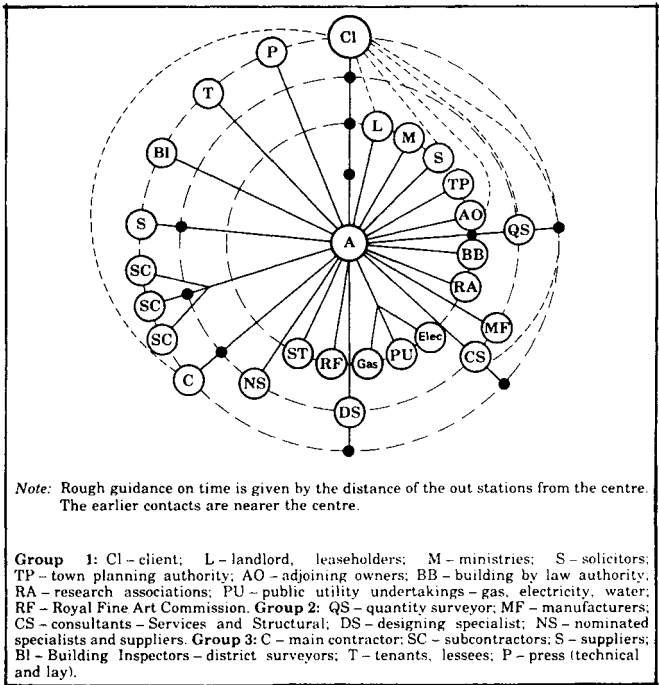 Cl
P
T
L
M
Bl
S
TP
AO
S
QS
A
BB
SC
RA
SC
MF
SC
ST
RF
Gas
PU
Elec
CS
C
NS
DS
Note: Rough guidance on time is given by the distance of the out stations from the centre.
The earlier contacts are nearer the centre.
Group 1: Cl – client; L – landlord, leaseholders; M – ministries; S – solicitors;
TP – town planning authority; AO – adjoining owners; BB – building by law authority,
RA – research associations; PU – public utility undertakings – gas, electricity, water;
RF – Royal Fine Art Commission. Group 2: QS – quantity surveyor; MF – manufacturers;
CS – consultants – Services and Structural; DS – designing specialist; NS – nominated
specialists and suppliers. Group 3: C – main contractor; SC – subcontractors; S – suppliers;
Bl – Building Inspectors – district surveyors; T – tenants, lessees; P – press (technical
and lay).